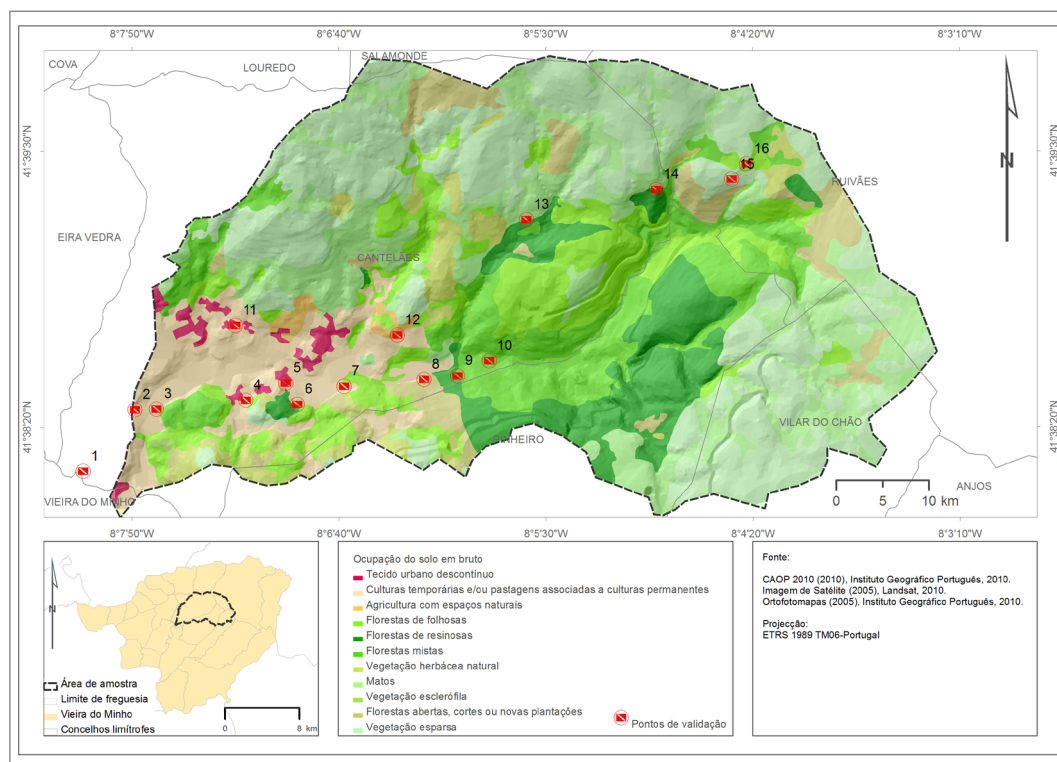 8°7'50"W 8°6'40"W 8°5'30"W 8°4'20"W 8°3'10"W
SALAMONDE
COVA
LOUREDO
N
41°39'30"N
41°39'30"N
16
15
14
RUIVÃES
13
EIRA VEDRA
CANTELÃES
11
12
10
9
8
7
5
4
6
2
3
41°38'20"N
41°38'20"N
VILAR DO CHÃO
1
0 5 10 km
ANJOS
VIEIRA DO MINHO
8°7'50"W 8°6'40"W 8°5'30"W 8°4'20"W 8°3'10"W
N
Área de amostra
Limite de freguesia
Vieira do Minho
Concelhos limítrofes
0 8 km
Ocupação do solo em bruto
Tecido urbano descontínuo
Culturas temporárias e/ou pastagens associadas a culturas permanentes
Agricultura com espaços naturais
Florestas de folhosas
Florestas de resinosas
Florestas mistas
Vegetação herbácea natural
Matos
Vegetação esclerófila
Florestas abertas, cortes ou novas plantações
Vegetação esparsa
Pontos de validação
Fonte:
CAOP 2010 (2010), Instituto Geográfico Português, 2010.
Imagem de Satélite (2005), Landsat, 2010.
Ortofotomapas (2005), Instituto Geográfico Português, 2010.
Projecção:
ETRS 1989 TM06-Portugal